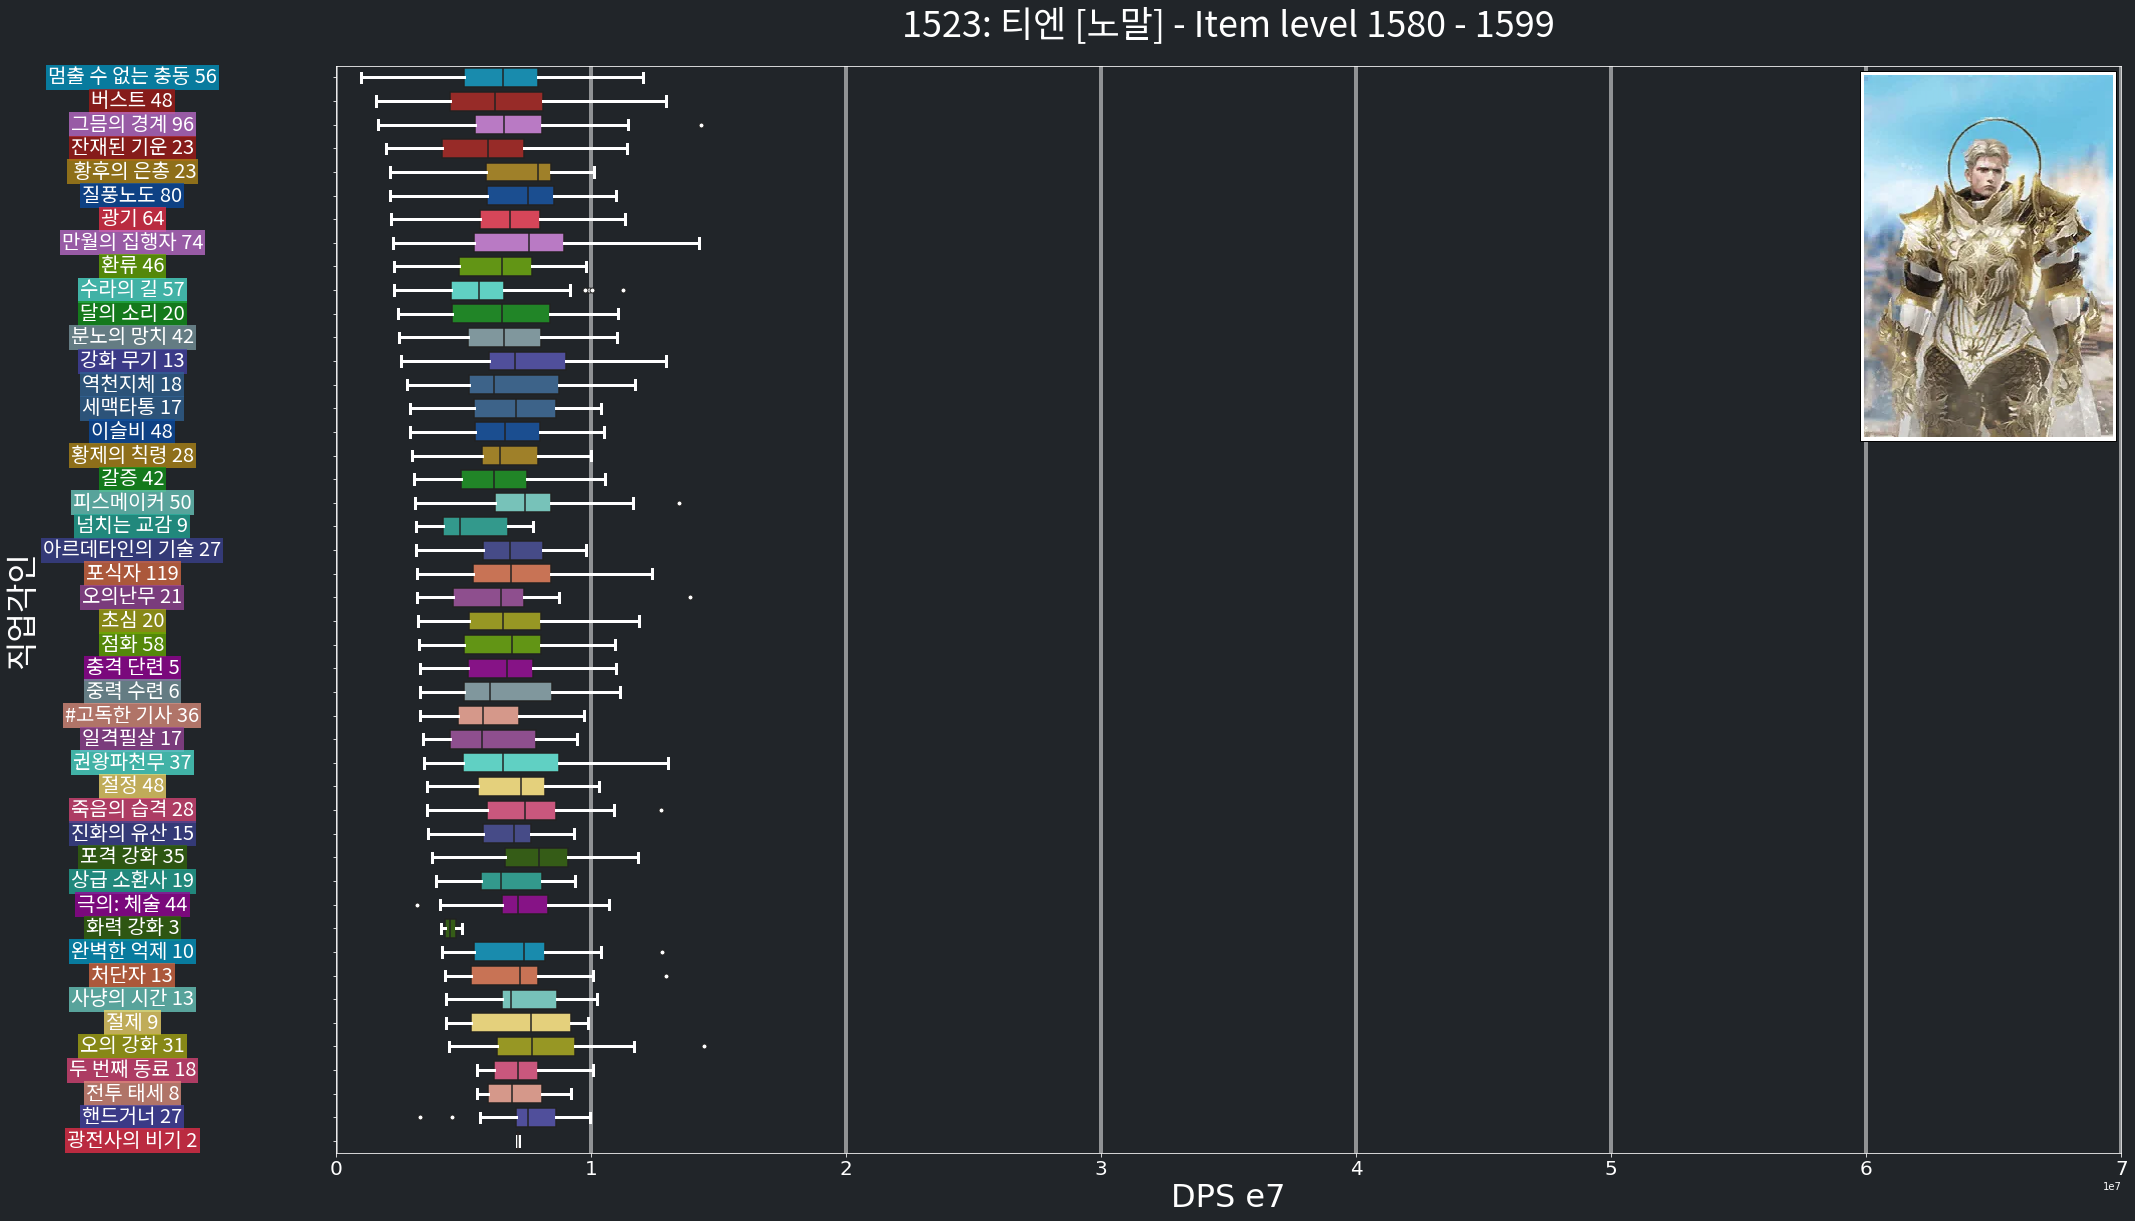 1523: 티엔 [노말] - Item level 1580 - 1599
멈출 수 없는 충동 56
버스트 48
그믐의 경계 96
잔재된 기운 23
황후의 은총 23
질풍노도 80
광기 64
만월의 집행자 74
환류 46
수라의 길 57
달의 소리 20
분노의 망치 42
강화 무기 13
역천지체 18
세맥타통 17
이슬비 48
황제의 칙령 28
갈증 42
피스메이커 50
넘치는 교감 9
아르데타인의 기술 27
포식자 119
오의난무 21
초심 20
점화 58
충격 단련 5
중력 수련 6
#고독한 기사 36
일격필살 17
권왕파천무 37
절정 48
죽음의 습격 28
진화의 유산 15
포격 강화 35
상급 소환사 19
극의: 체술 44
화력 강화 3
완벽한 억제 10
처단자 13
사냥의 시간 13
절제 9
오의 강화 31
두 번째 동료 18
전투 태세 8
핸드거너 27
광전사의 비기 2
직업각인
0 1 2 3 4 5 6 7
1e7
DPS e7